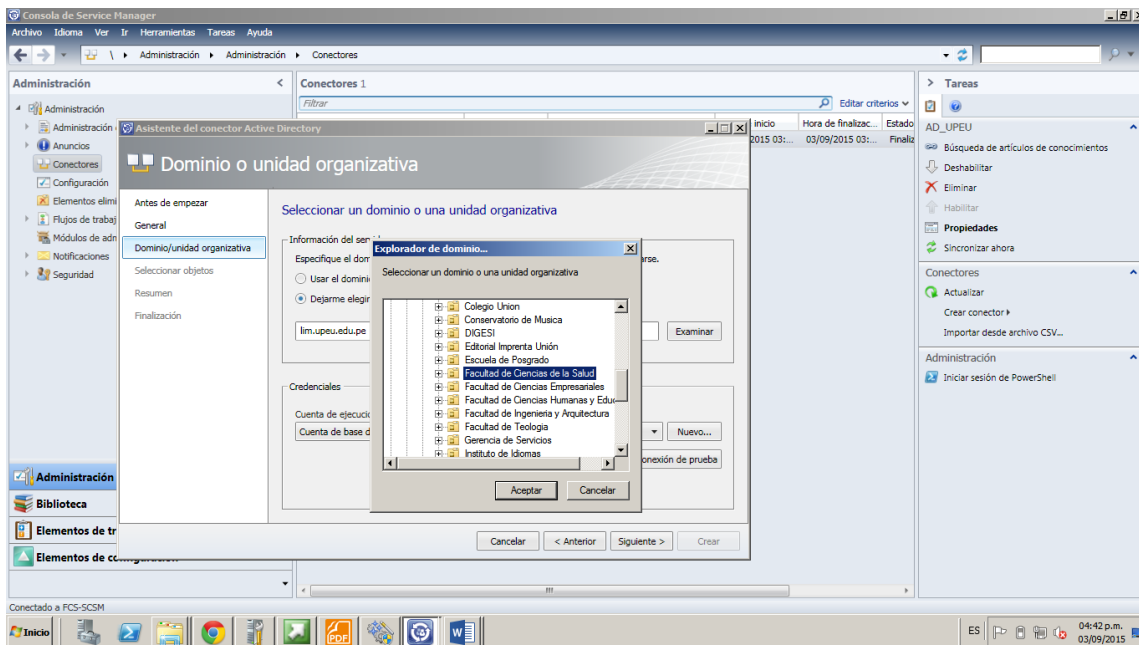 Consola de Service Manager
Archivo Idioma Ver Ir Herramientas Tareas Ayuda
\ Administración Administración Conectores
Administración
Administración
Administración
Anuncios
Conectores
Configuración
Elementos elimi
Flujos de trabaj
Módulos de adm
Notificaciones
Seguridad
Administración
Biblioteca
Elementos de tr
Elementos de
Conectores 1
Filtrar
Editar criterios
inicio Hora de finalizac... Estado
2015 03:... 03/09/2015 03:... Finaliz
Asistente del conector Active Directory
Dominio o unidad organizativa
Antes de empezar
General
Dominio/unidad organizativa
Seleccionar objetos
Resumen
Finalización
Seleccionar un dominio o una unidad organizativa
Información del ser
Especifique el dom
arse.
Usar el domini
Dejarme elegir
lim.upeu.edu.pe
Examinar
Credenciales
Cuenta de ejecuci
Cuenta de base d
Nuevo...
onexión de prueba
Cancelar < Anterior Siguiente > Crear
Explorador de dominio...
Seleccionar un dominio o una unidad organizativa
Colegio Union
Conservatorio de Musica
DIGESI
Editorial Imprenta Unión
Escuela de Posgrado
Facultad de Ciencias de la Salud
Facultad de Ciencias Empresariales
Facultad de Ciencias Humanas y Educ
Facultad de Ingenieria y Arquitectura
Facultad de Teologia
Gerencia de Servicios
Instituto de Idiomas
Aceptar Cancelar
Tareas
AD_UPEU
Búsqueda de artículos de conocimientos
Deshabilitar
Eliminar
Habilitar
Propiedades
Sincronizar ahora
Conectores
Actualizar
Crear conector
Importar desde archivo CSV...
Administración
Iniciar sesión de PowerShell
Conectado a FCS-SCSM
Inicio
PDF
W
ES
04:42 p.m.
03/09/2015